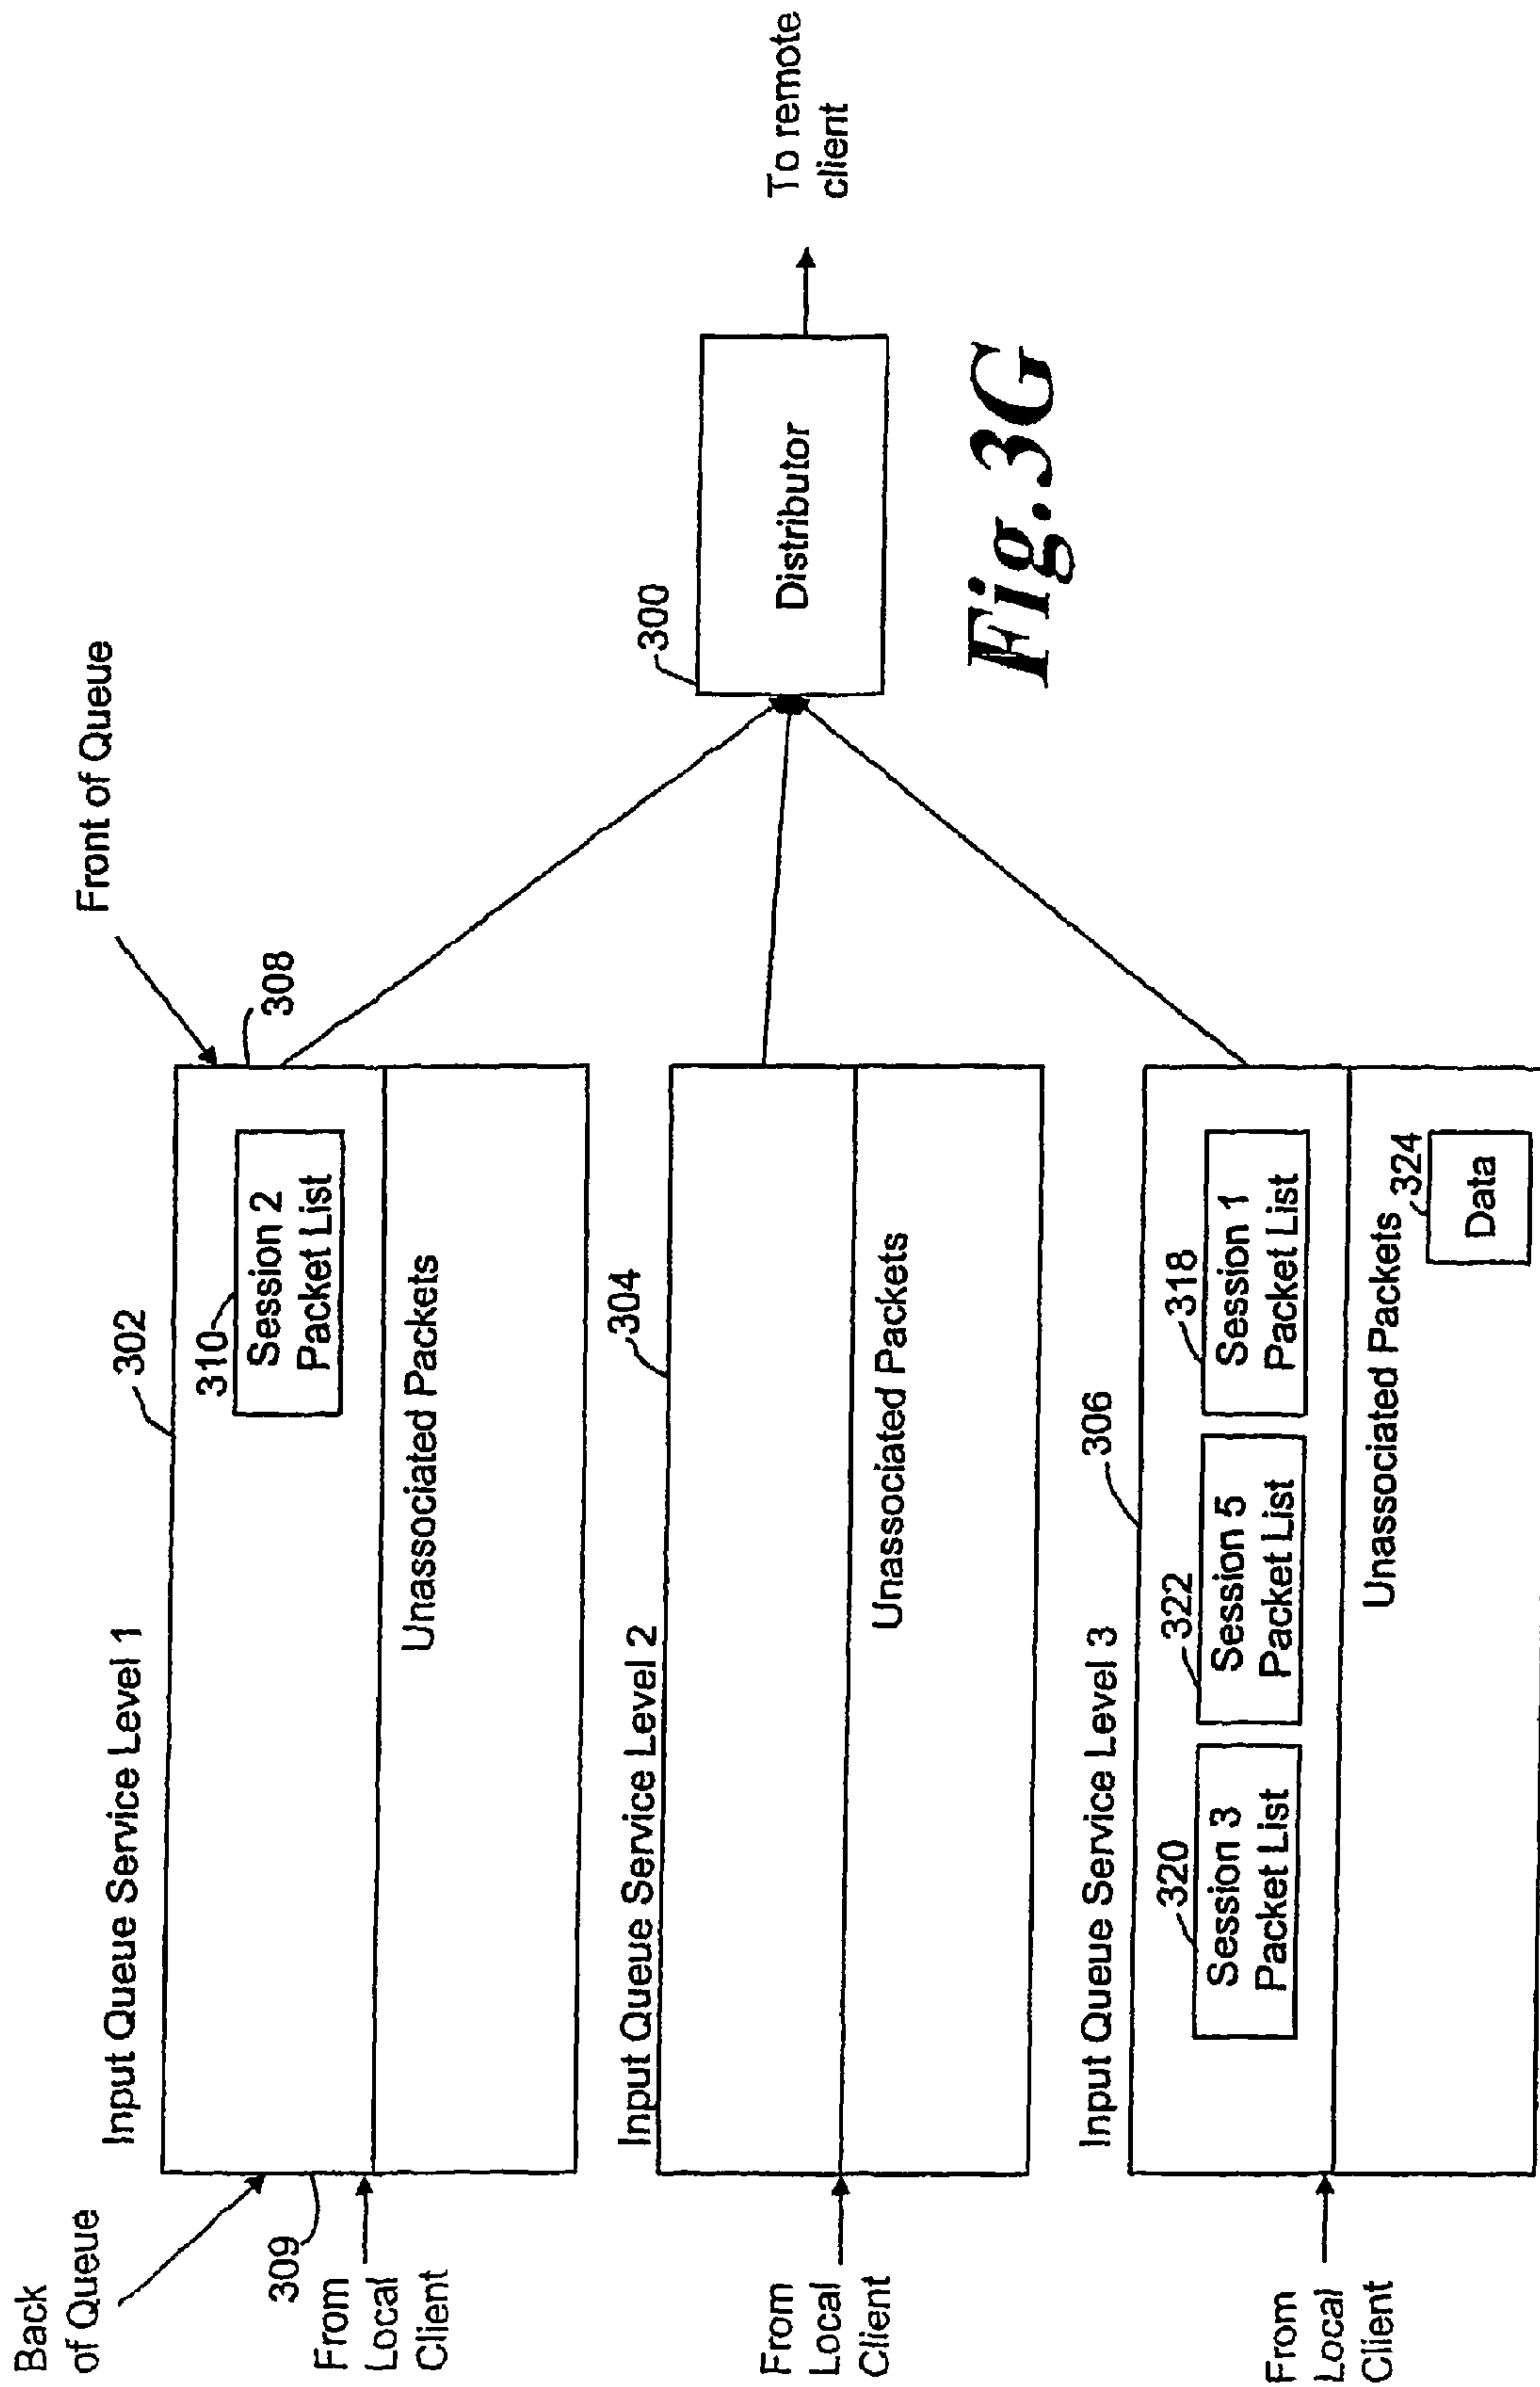 Back
of Queue
309
From
Local
Client
Input Queue Service Level 1
302
310
Session 2
Packet List
Unassociated Packets
308
Front of Queue
From
Local
Client
Input Queue Service Level 2
304
Unassociated Packets
From
Local
Client
Input Queue Service Level 3
306
320
Session 3
Packet List
322
Session 5
Packet List
318
Session 1
Packet List
Unassociated Packets
324
Data
300
Distributor
To remote
client
Fig.3G